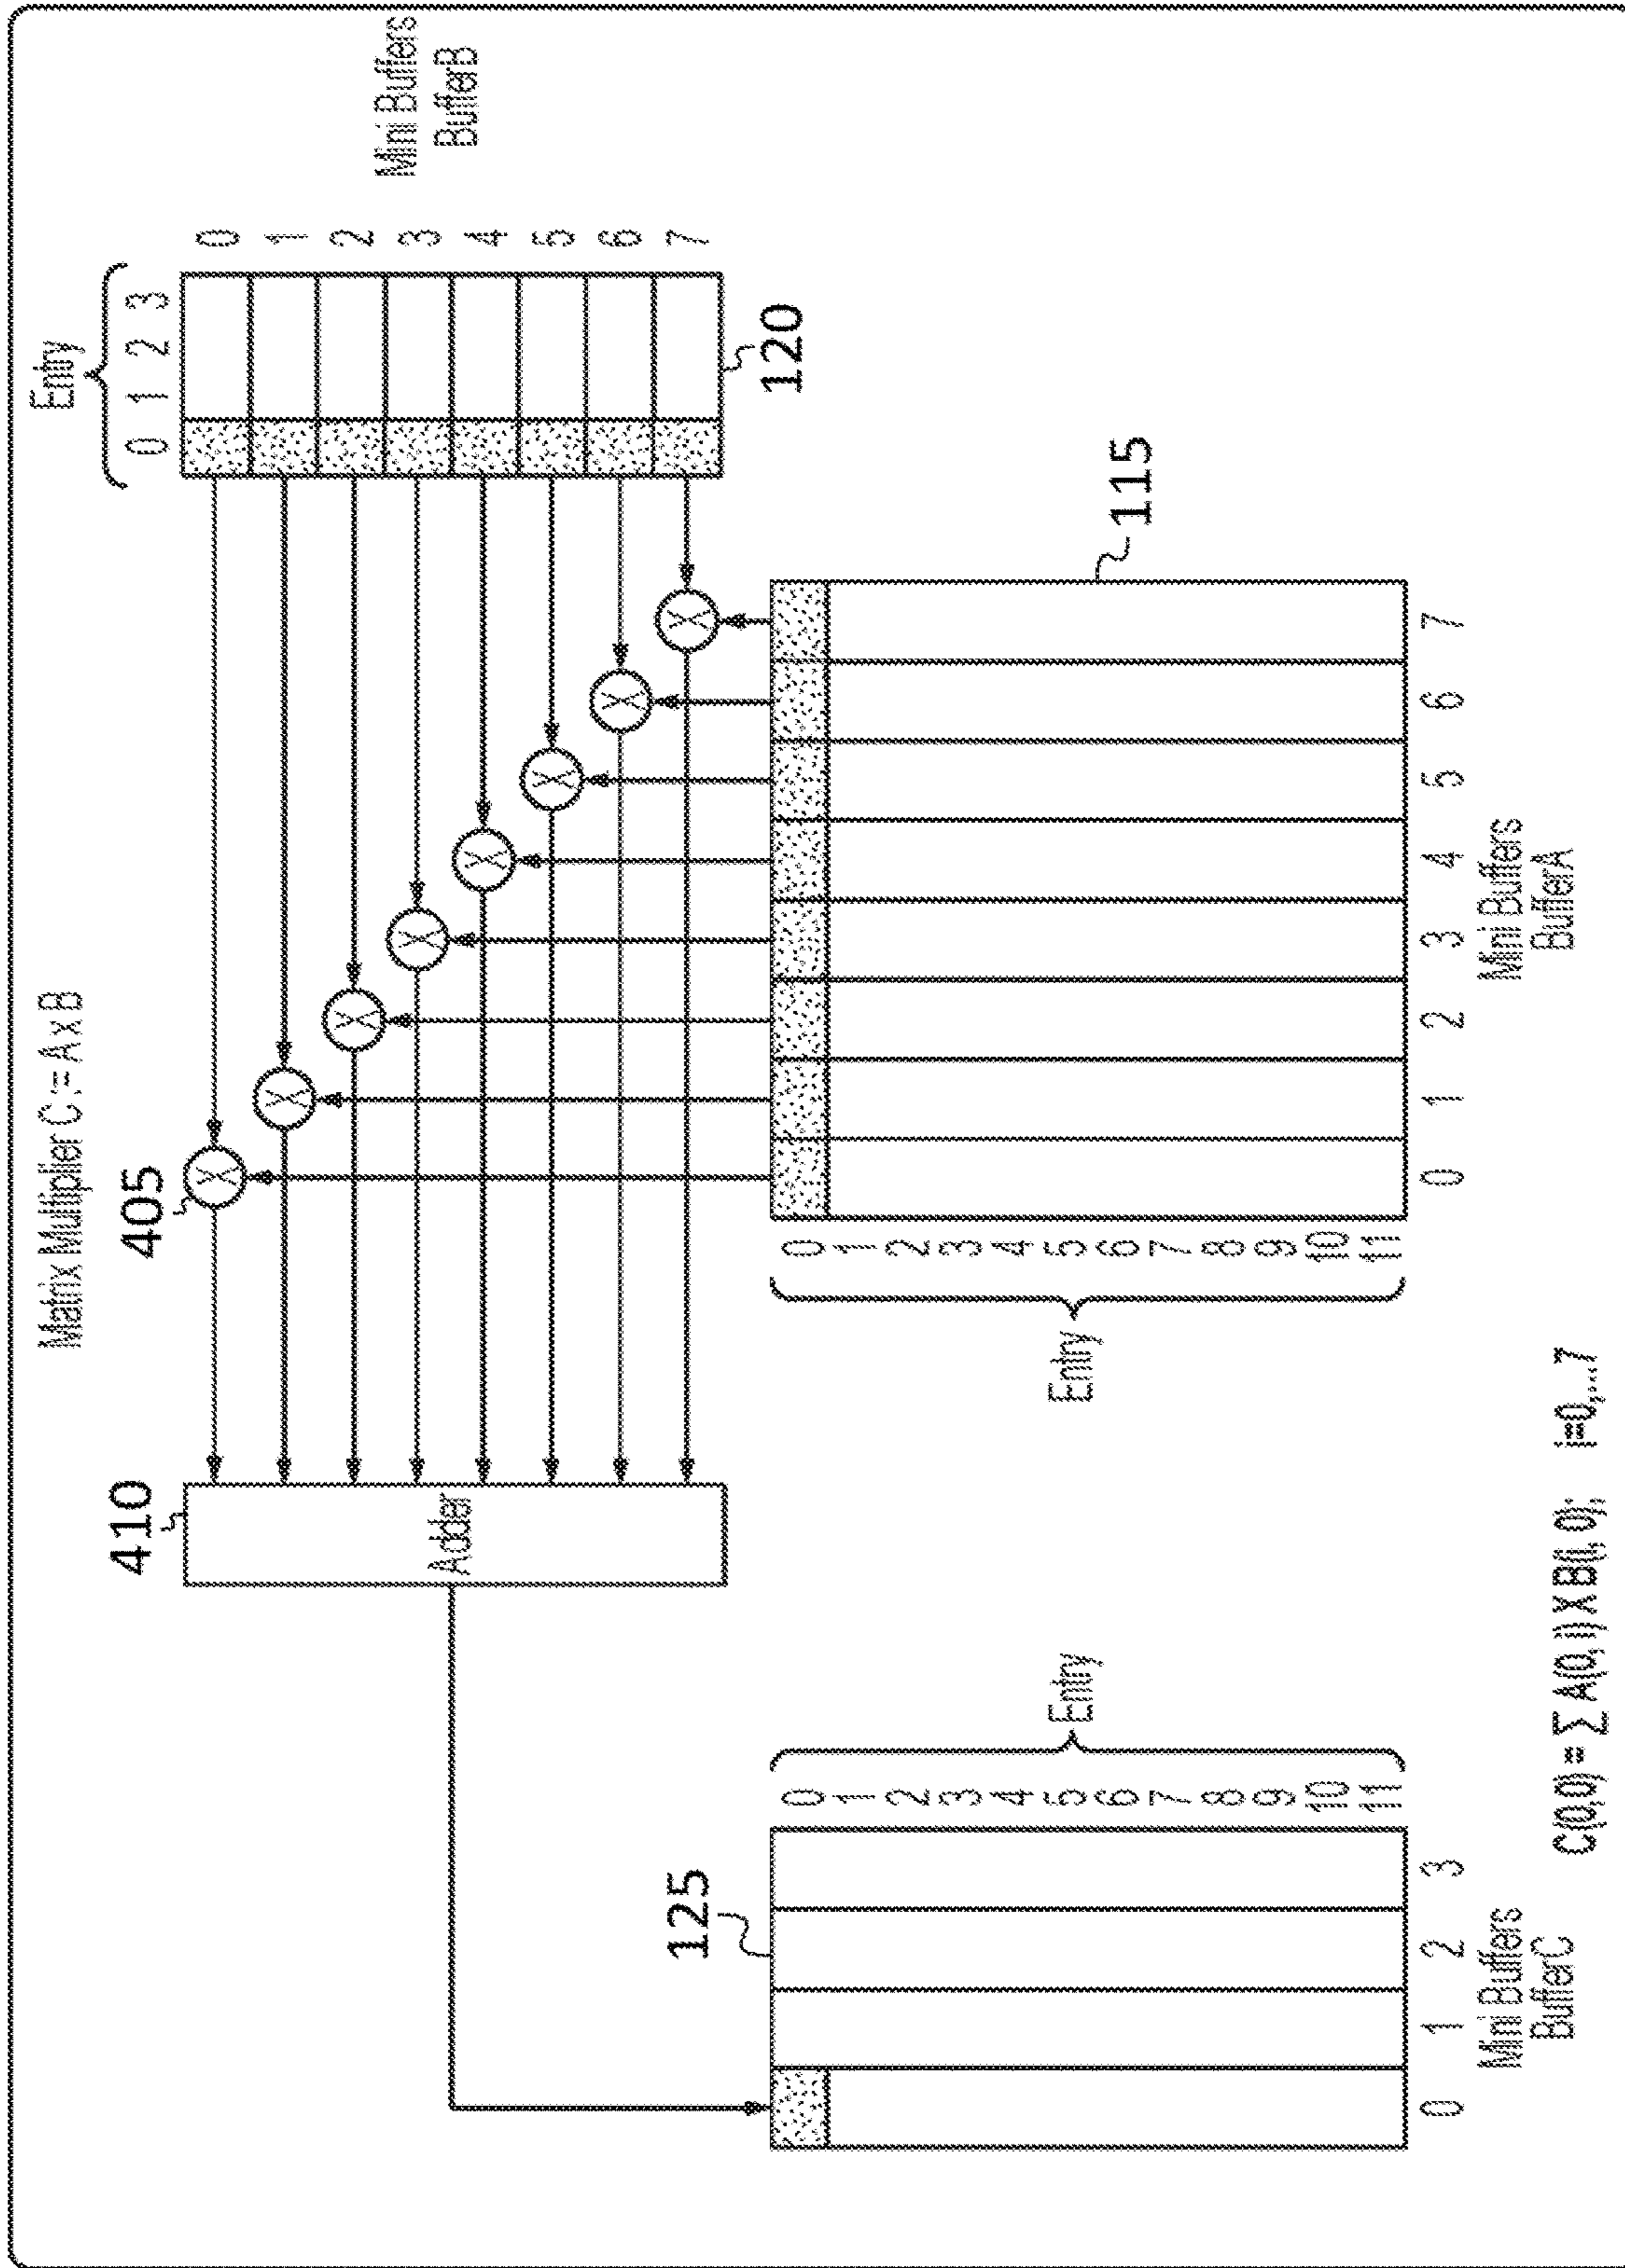 Matrix Multiplier C := A x B
410
405
Adder
Entry
0 1 2 3
0
1
2
3
4
5
6
7
Mini Buffers
Buffer B
120
125
0
1
2
3
4
5
6
7
8
9
10
11
Entry
0 1 2 3
Mini Buffers
Buffer C
Entry
0
1
2
3
4
5
6
7
8
9
10
11
115
0 1 2 3 4 5 6 7
Mini Buffers
Buffer A
X
X
X
X
X
X
X
X
C(0,0) = ∑ A(0, i) X B(i, 0); i=0,...7